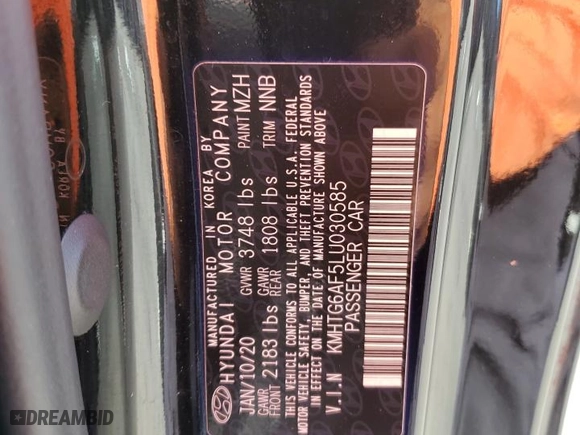 MANUFACTURED IN KOREA BY
HYUNDAI MOTOR COMPANY
JAN/10/20 GVWR 3748 lbs PAINT MZH
GAWR FRONT 2183 lbs GAWR REAR 1808 lbs TRIM NNB
THIS VEHICLE CONFORMS TO ALL APPLICABLE U.S.A. FEDERAL
MOTOR VEHICLE SAFETY, BUMPER, AND THEFT PREVENTION STANDARDS
IN EFFECT ON THE DATE OF MANUFACTURE SHOWN ABOVE
V.I.N KMHTG6AF5LU030585
PASSENGER CAR
KOREA
DREAMBID